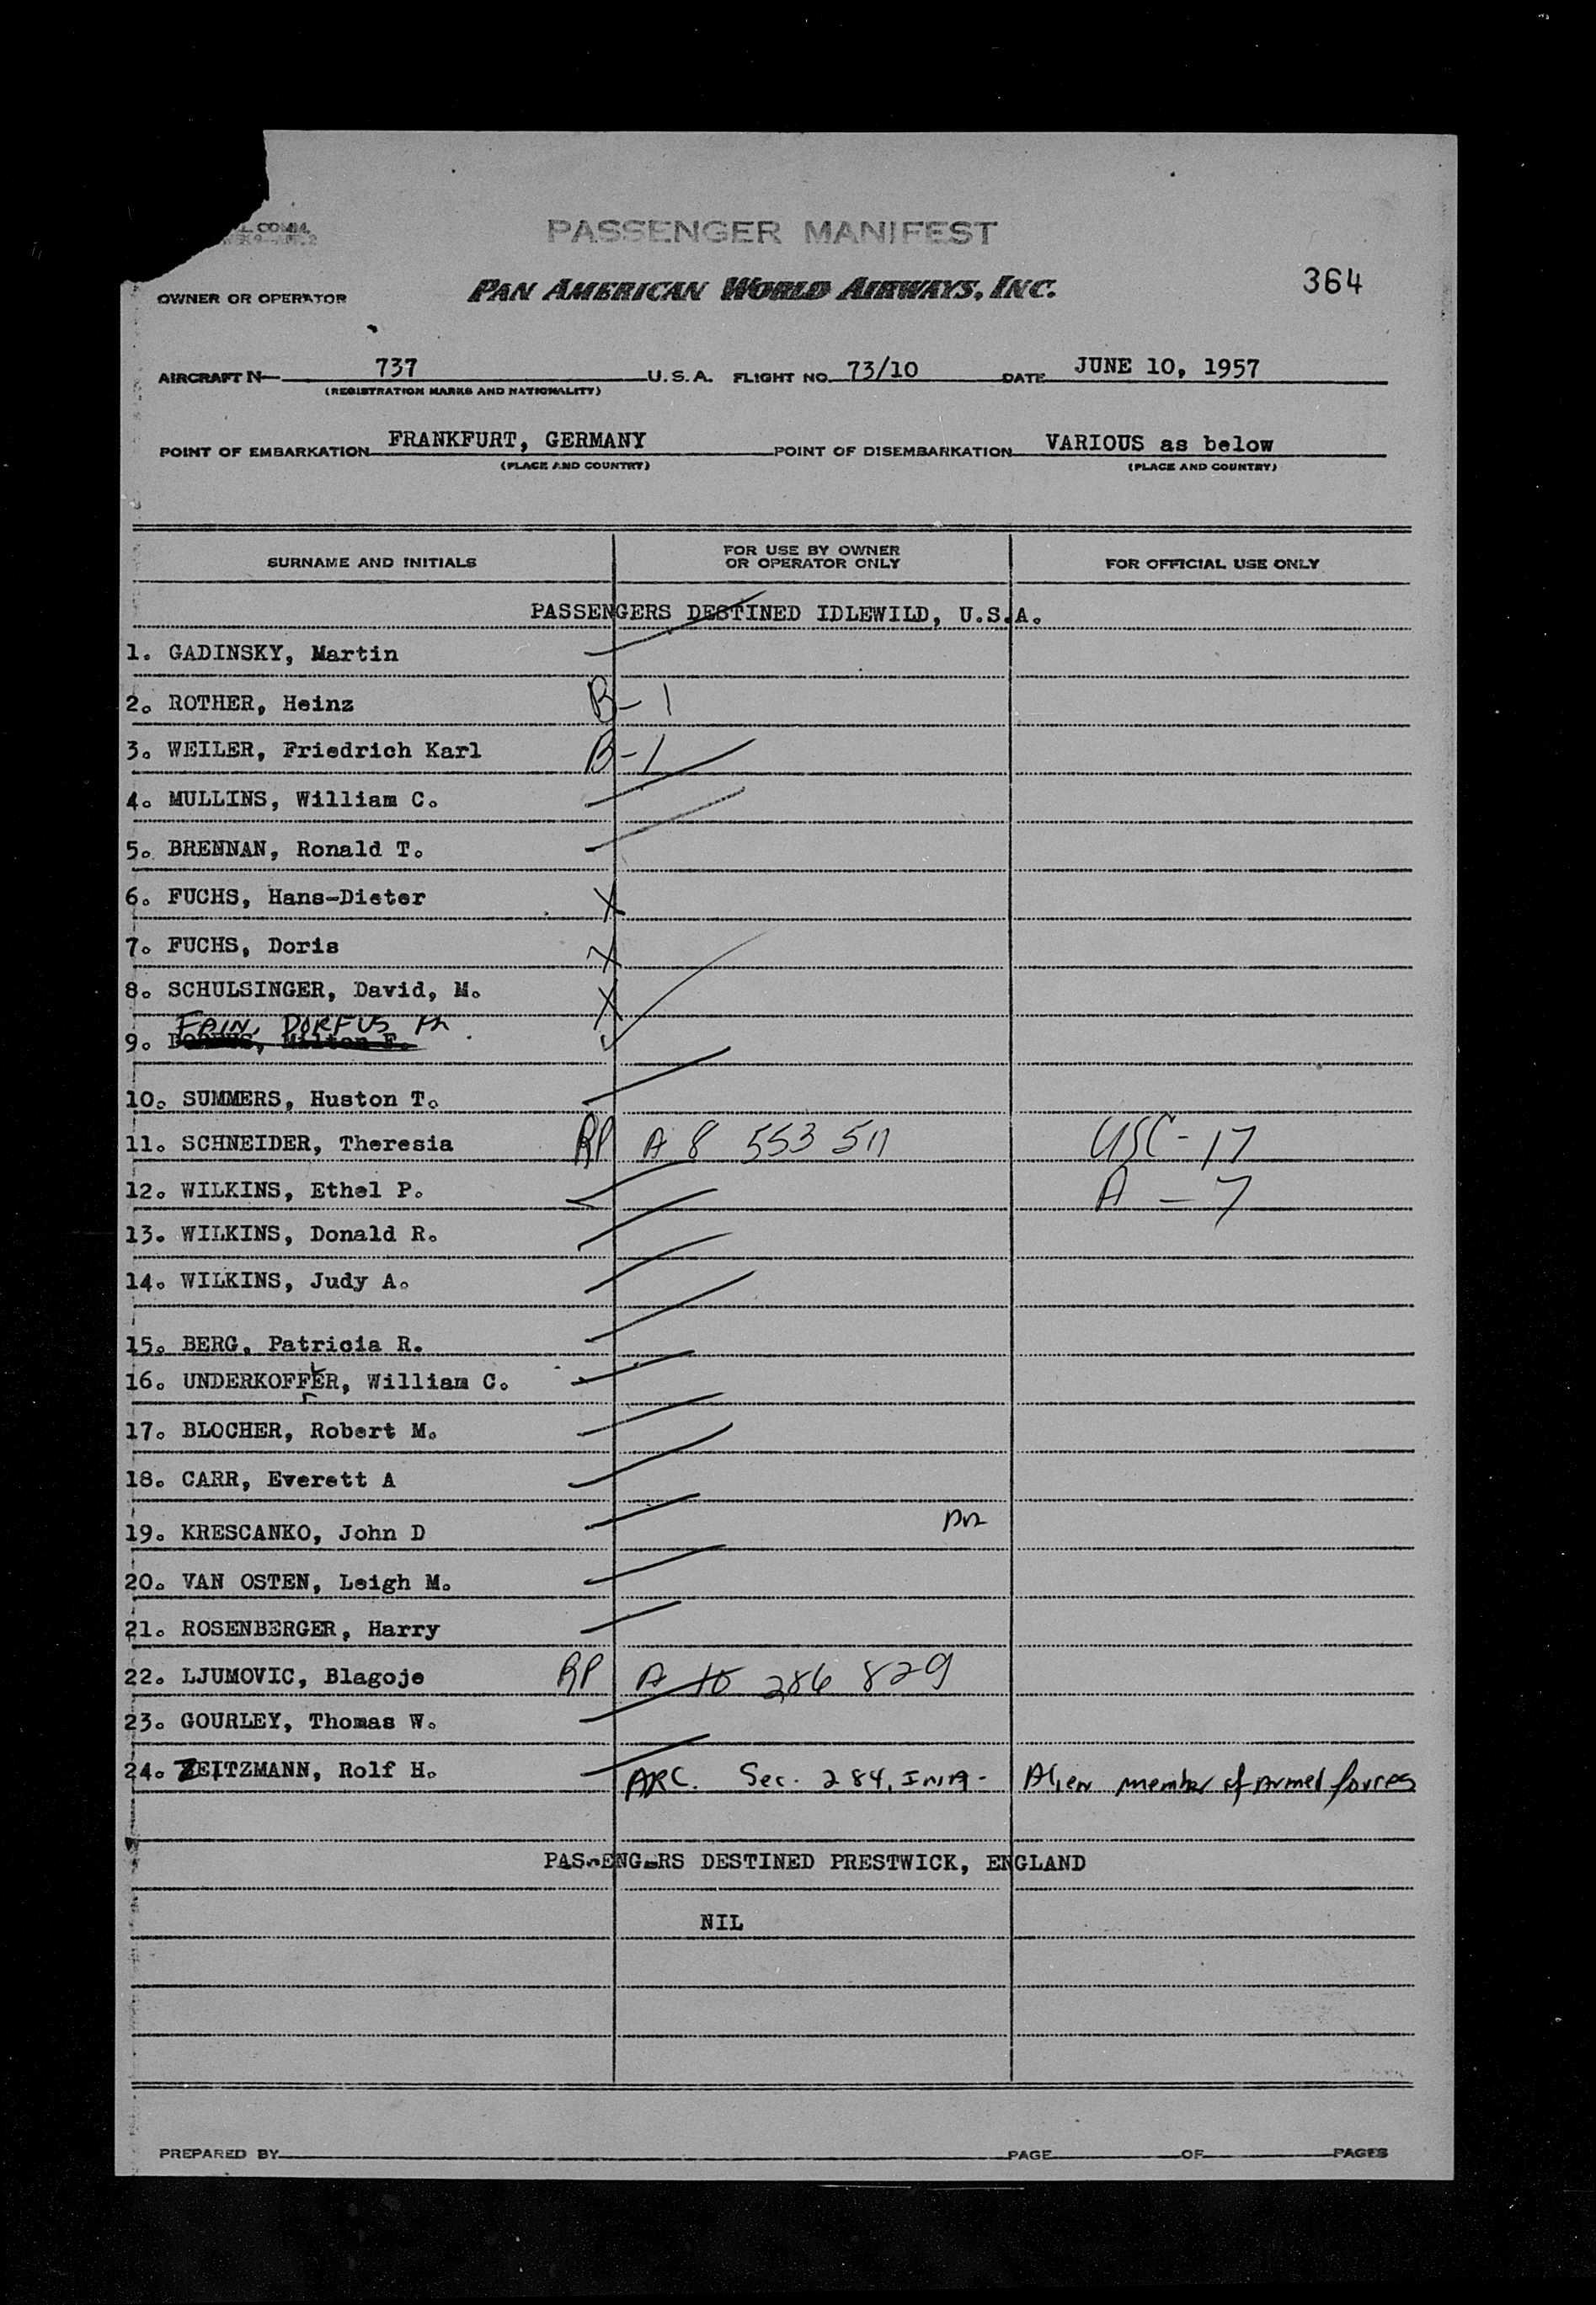 L COMM.
PASSENGER MANIFEST
364
OWNER OR OPERATOR PAN AMERICAN WORLD AIRWAYS, INC.
AIRCRAFT N 737 U.S.A. FLIGHT NO. 73/10 DATE JUNE 10, 1957
(REGISTRATION MARKS AND NATIONALITY)
POINT OF EMBARKATION FRANKFURT, GERMANY POINT OF DISEMBARKATION VARIOUS as below
(PLACE AND COUNTRY) (PLACE AND COUNTRY)
SURNAME AND INITIALS FOR USE BY OWNER OR OPERATOR ONLY FOR OFFICIAL USE ONLY
PASSENGERS DESTINED IDLEWILD, U.S.A.
1. GADINSKY, Martin
2. ROTHER, Heinz B-1
3. WEILER, Friedrich Karl B-1
4. MULLINS, William C.
5. BRENNAN, Ronald T.
6. FUCHS, Hans-Dieter X
7. FUCHS, Doris X
8. SCHULSINGER, David, M. X
FAIN, DORFUS M
9. Milton F.
10. SUMMERS, Huston T.
11. SCHNEIDER, Theresia RP A 8 553 511 USC-17
12. WILKINS, Ethel P. A-7
13. WILKINS, Donald R.
14. WILKINS, Judy A.
15. BERG, Patricia R.
16. UNDERKOFFER, William C.
17. BLOCHER, Robert M.
18. CARR, Everett A
19. KRESCANKO, John D
20. VAN OSTEN, Leigh M.
21. ROSENBERGER, Harry
22. LJUMOVIC, Blagoje RP A 10 286 829
23. GOURLEY, Thomas W.
24. ZEITZMANN, Rolf H. ARC. Sec. 284, INA- Alien member of Armed forces
PASSENGERS DESTINED PRESTWICK, ENGLAND
NIL
PREPARED BY PAGE OF PAGES